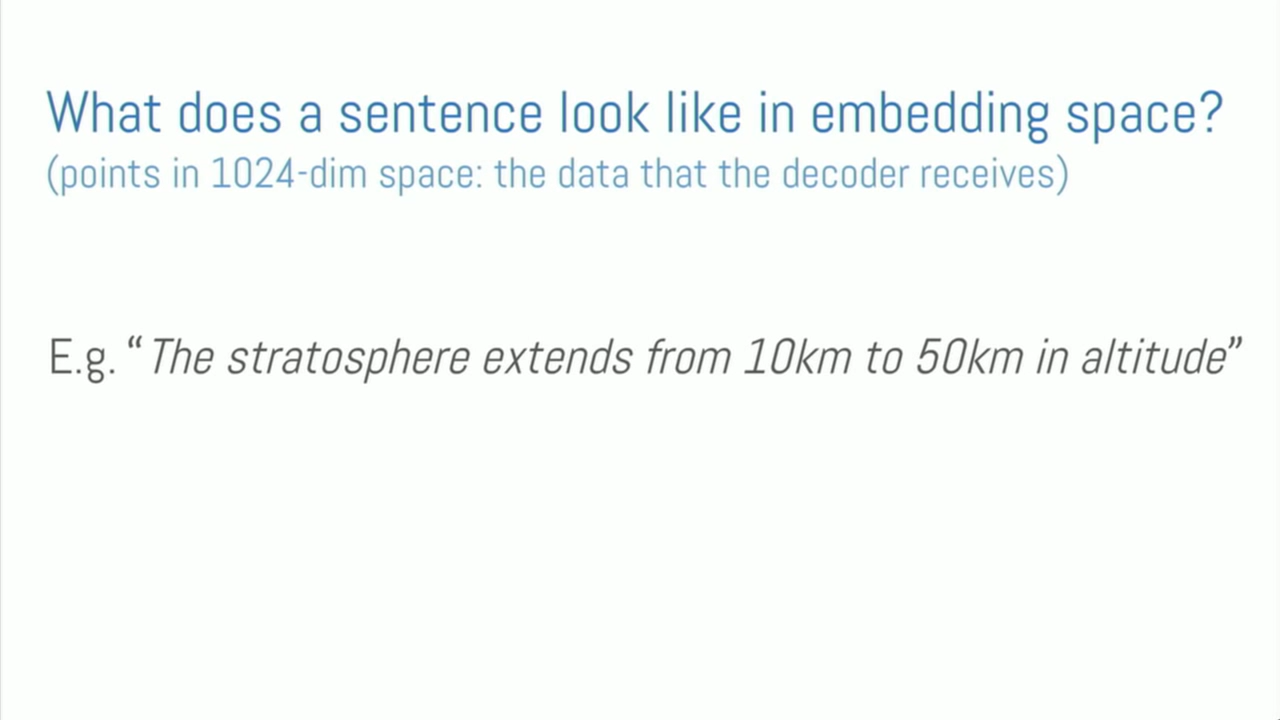 What does a sentence look like in embedding space?
(points in 1024-dim space: the data that the decoder receives)
E.g. “The stratosphere extends from 10km to 50km in altitude”